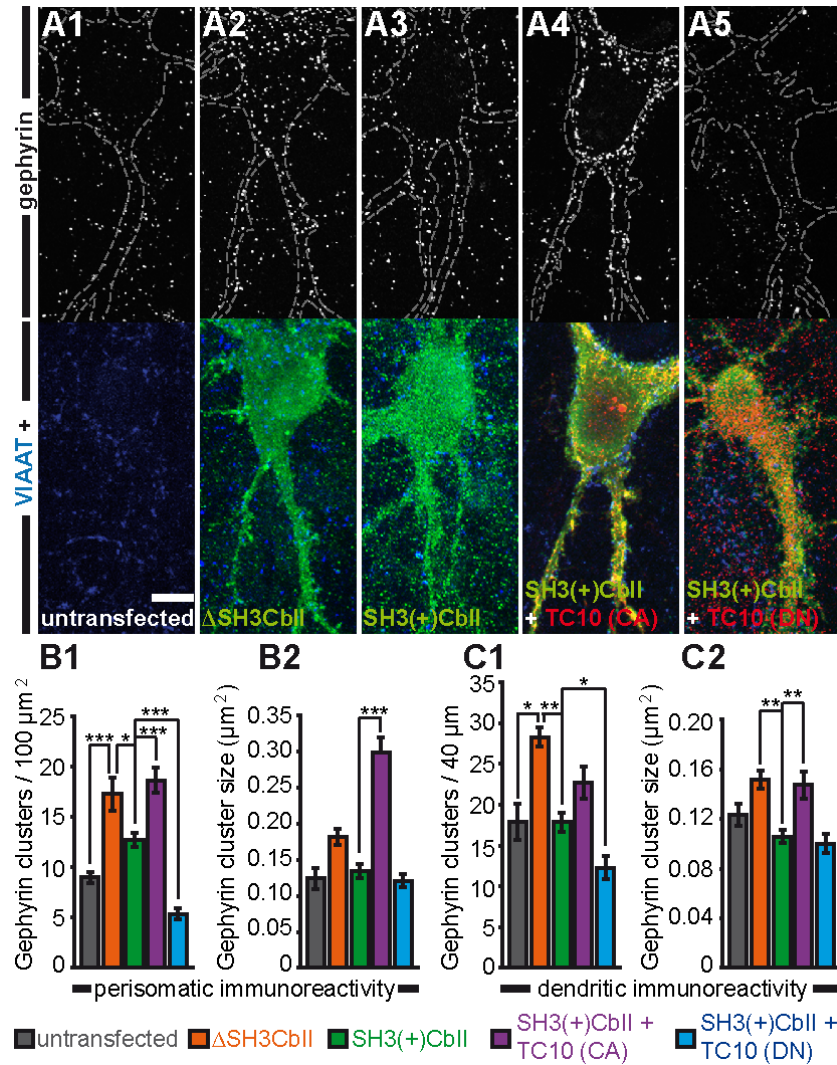 A1 A2 A3 A4 A5
gephyrin
VIAAT +
untransfected
ΔSH3CbII
SH3(+)CbII
SH3(+)CbII
+ TC10 (CA)
SH3(+)CbII
+ TC10 (DN)
B1
Gephyrin clusters / 100 µm²
25
20
15
10
5
0
***
*
***
***
B2
Gephyrin cluster size (µm²)
0.35
0.30
0.25
0.20
0.15
0.10
0
***
perisomatic immunoreactivity
C1
Gephyrin clusters / 40 µm
35
30
25
20
15
10
5
0
*
**
*
C2
Gephyrin cluster size (µm²)
0.20
0.16
0.12
0.08
0.04
0
**
**
dendritic immunoreactivity
untransfected
ΔSH3CbII
SH3(+)CbII
SH3(+)CbII +
TC10 (CA)
SH3(+)CbII +
TC10 (DN)